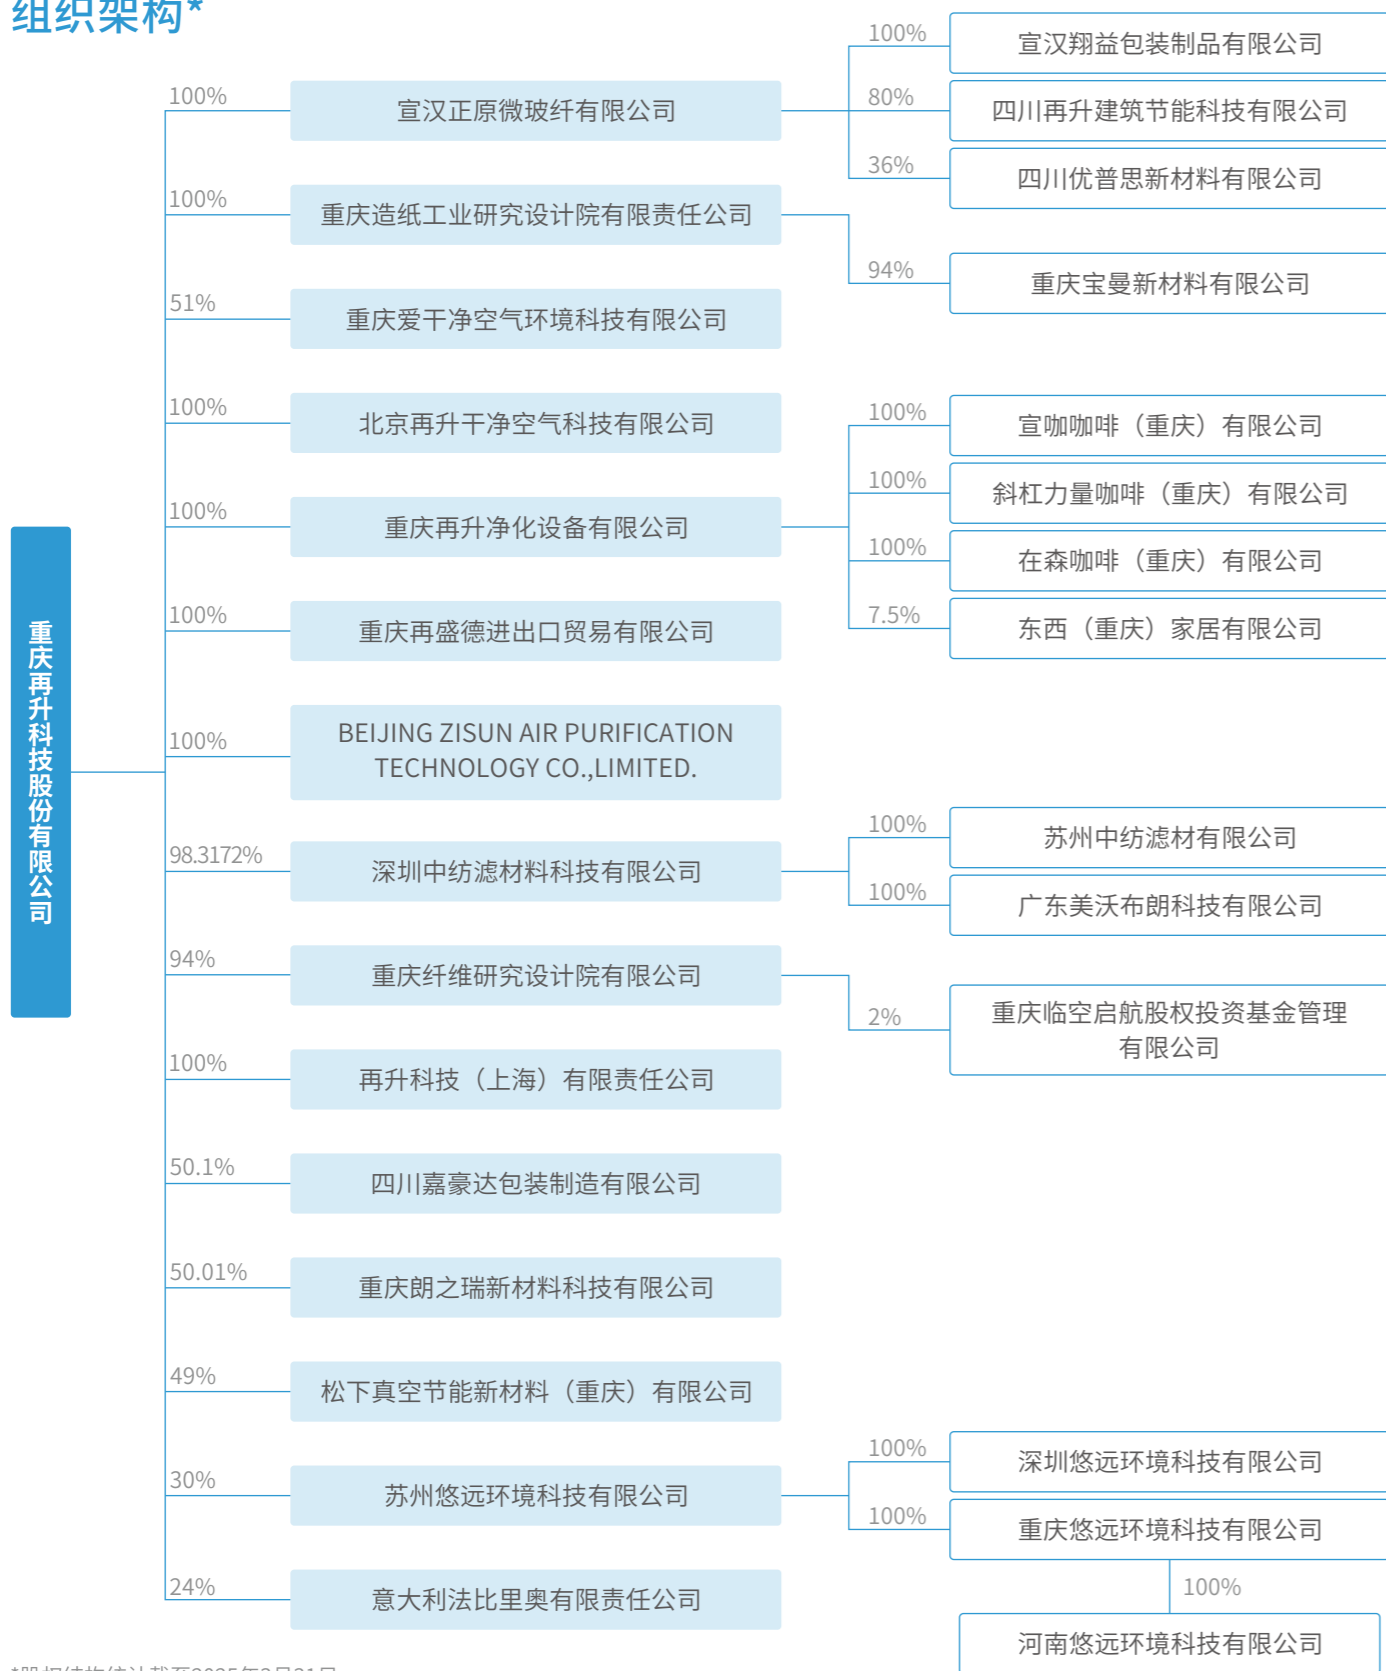 组织架构*
重庆再升科技股份有限公司
100%
宣汉正原微玻纤有限公司
100%
宣汉翔益包装制品有限公司
80%
四川再升建筑节能科技有限公司
36%
四川优普思新材料有限公司
100%
重庆造纸工业研究设计院有限责任公司
94%
重庆宝曼新材料有限公司
51%
重庆爱干净空气环境科技有限公司
100%
北京再升干净空气科技有限公司
100%
重庆再升净化设备有限公司
100%
宣咖咖啡（重庆）有限公司
100%
斜杠力量咖啡（重庆）有限公司
100%
在森咖啡（重庆）有限公司
7.5%
东西（重庆）家居有限公司
100%
重庆再盛德进出口贸易有限公司
100%
BEIJING ZISUN AIR PURIFICATION
TECHNOLOGY CO.,LIMITED.
98.3172%
深圳中纺滤材料科技有限公司
100%
苏州中纺滤材有限公司
100%
广东美沃布朗科技有限公司
94%
重庆纤维研究设计院有限公司
2%
重庆临空启航股权投资基金管理
有限公司
100%
再升科技（上海）有限责任公司
50.1%
四川嘉豪达包装制造有限公司
50.01%
重庆朗之瑞新材料科技有限公司
49%
松下真空节能新材料（重庆）有限公司
30%
苏州悠远环境科技有限公司
100%
深圳悠远环境科技有限公司
100%
重庆悠远环境科技有限公司
100%
河南悠远环境科技有限公司
24%
意大利法比里奥有限责任公司